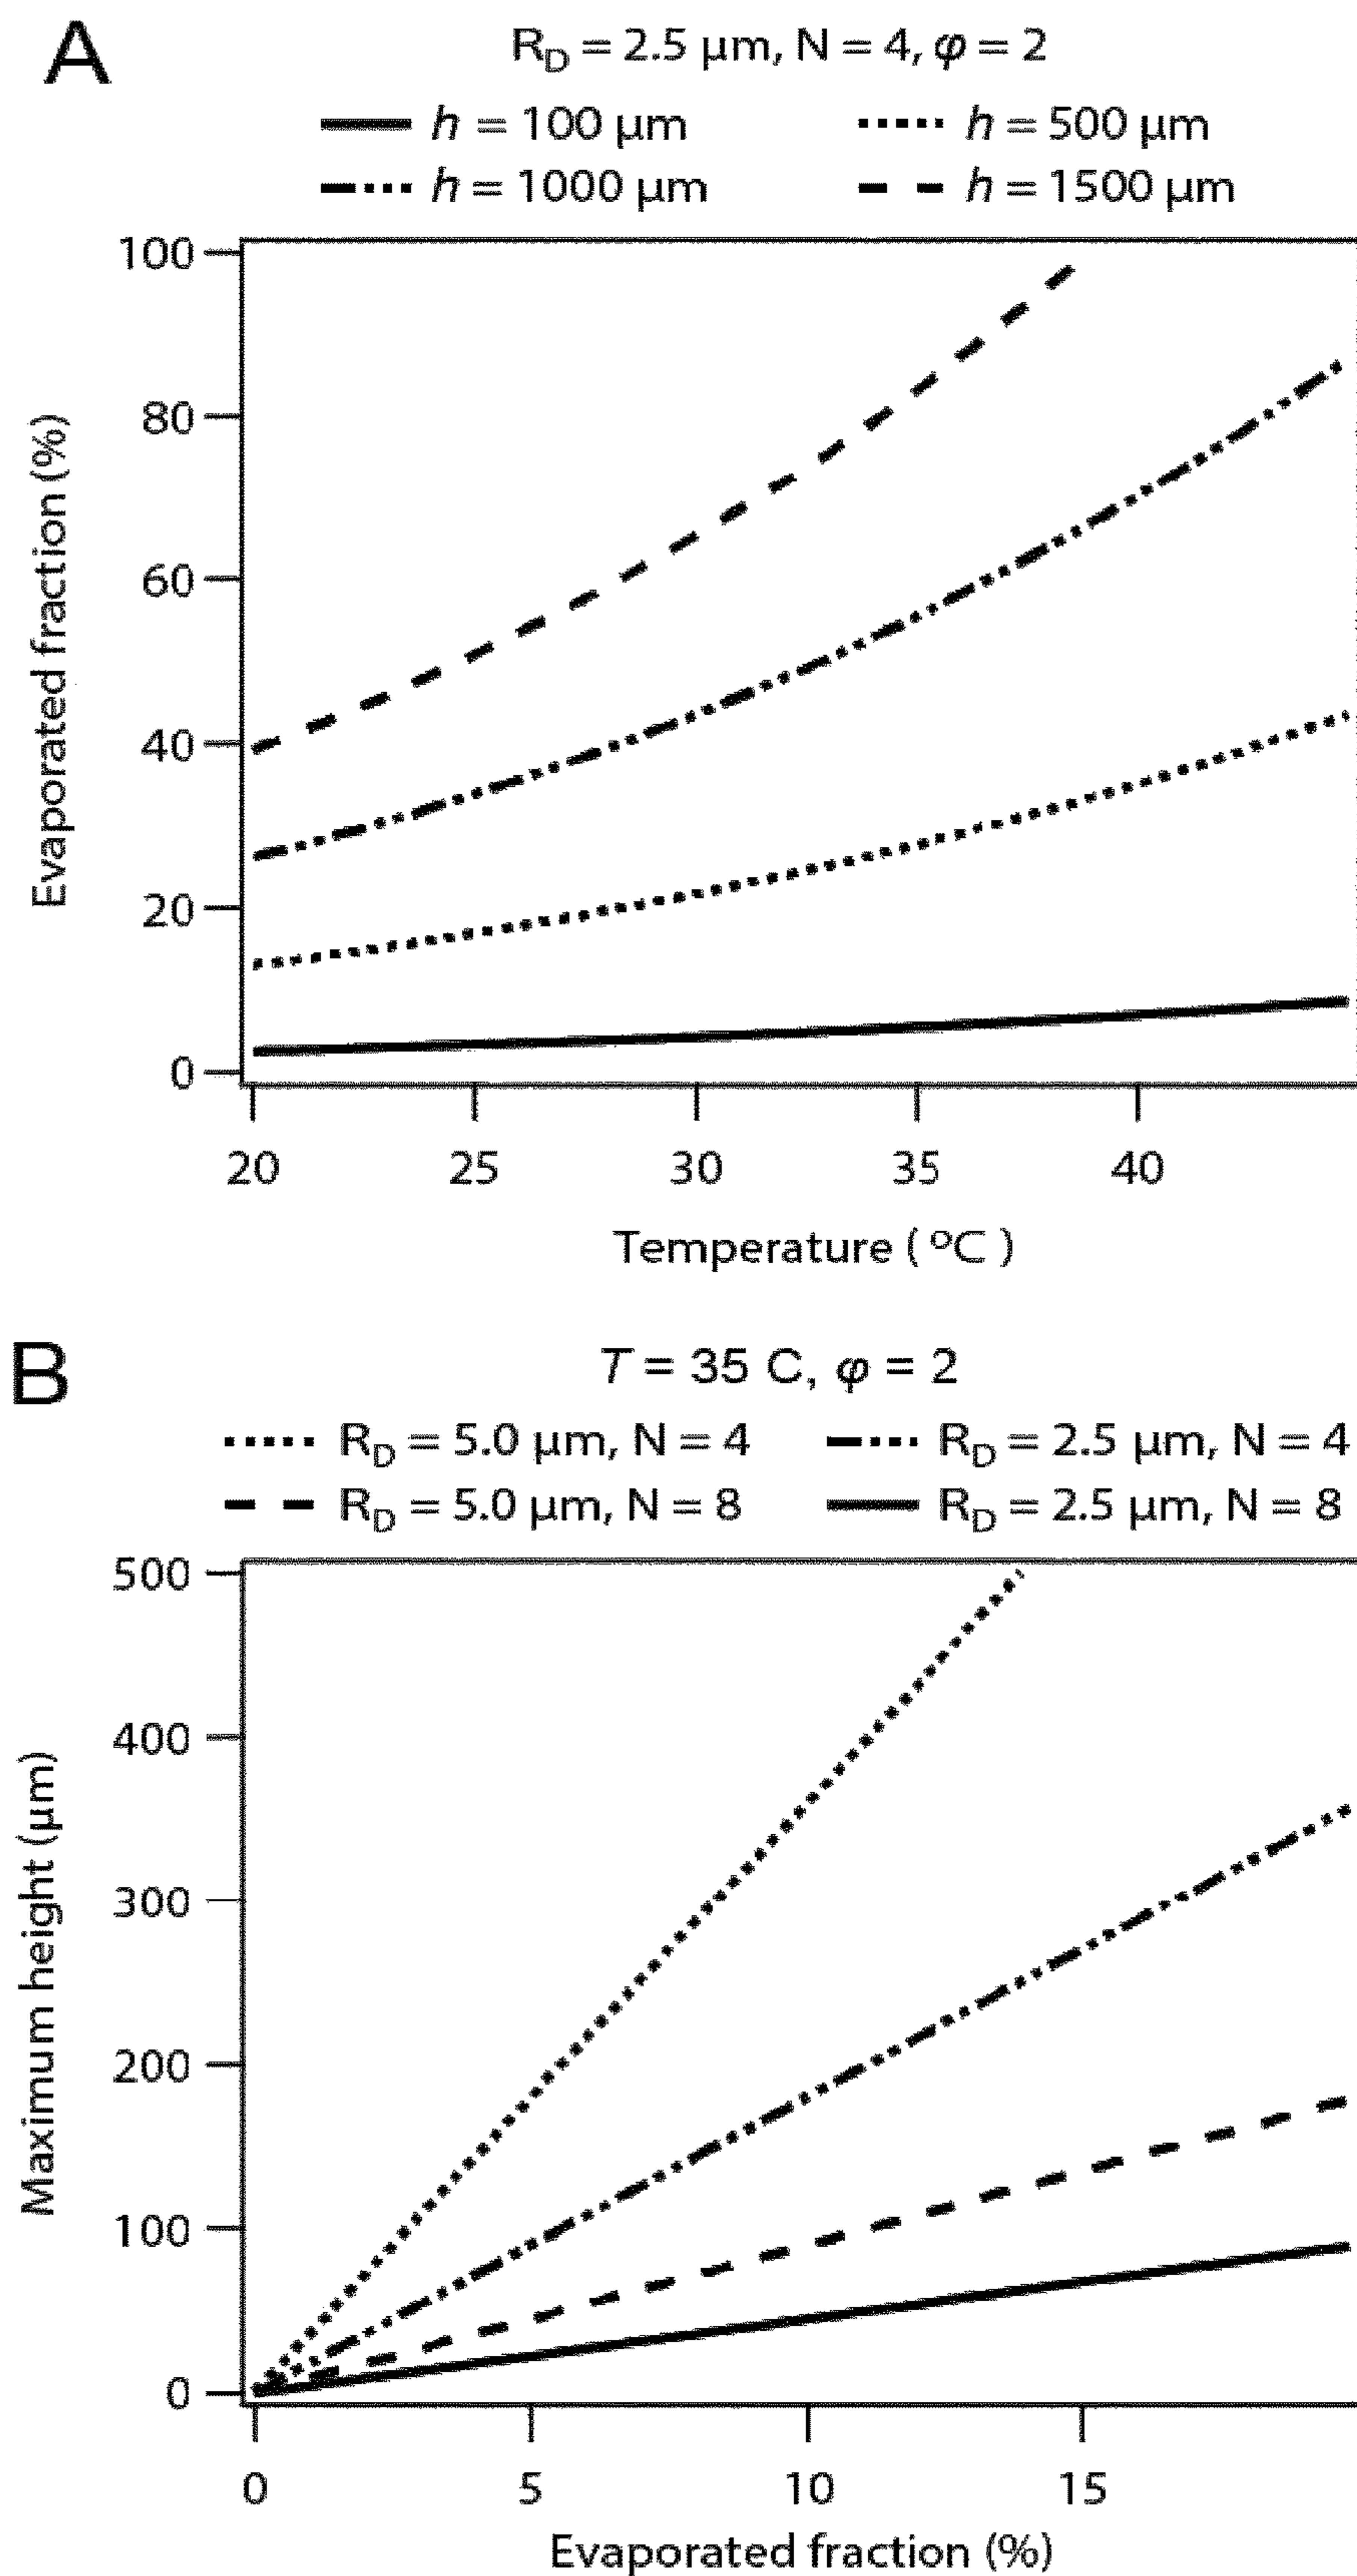 A
R_D = 2.5 µm, N = 4, φ = 2
h = 100 µm h = 500 µm
h = 1000 µm h = 1500 µm
100
80
60
40
20
0
Evaporated fraction (%)
20 25 30 35 40
Temperature ( ºC )
B
T = 35 C, φ = 2
R_D = 5.0 µm, N = 4 R_D = 2.5 µm, N = 4
R_D = 5.0 µm, N = 8 R_D = 2.5 µm, N = 8
500
400
300
200
100
0
Maximum height (µm)
0 5 10 15
Evaporated fraction (%)